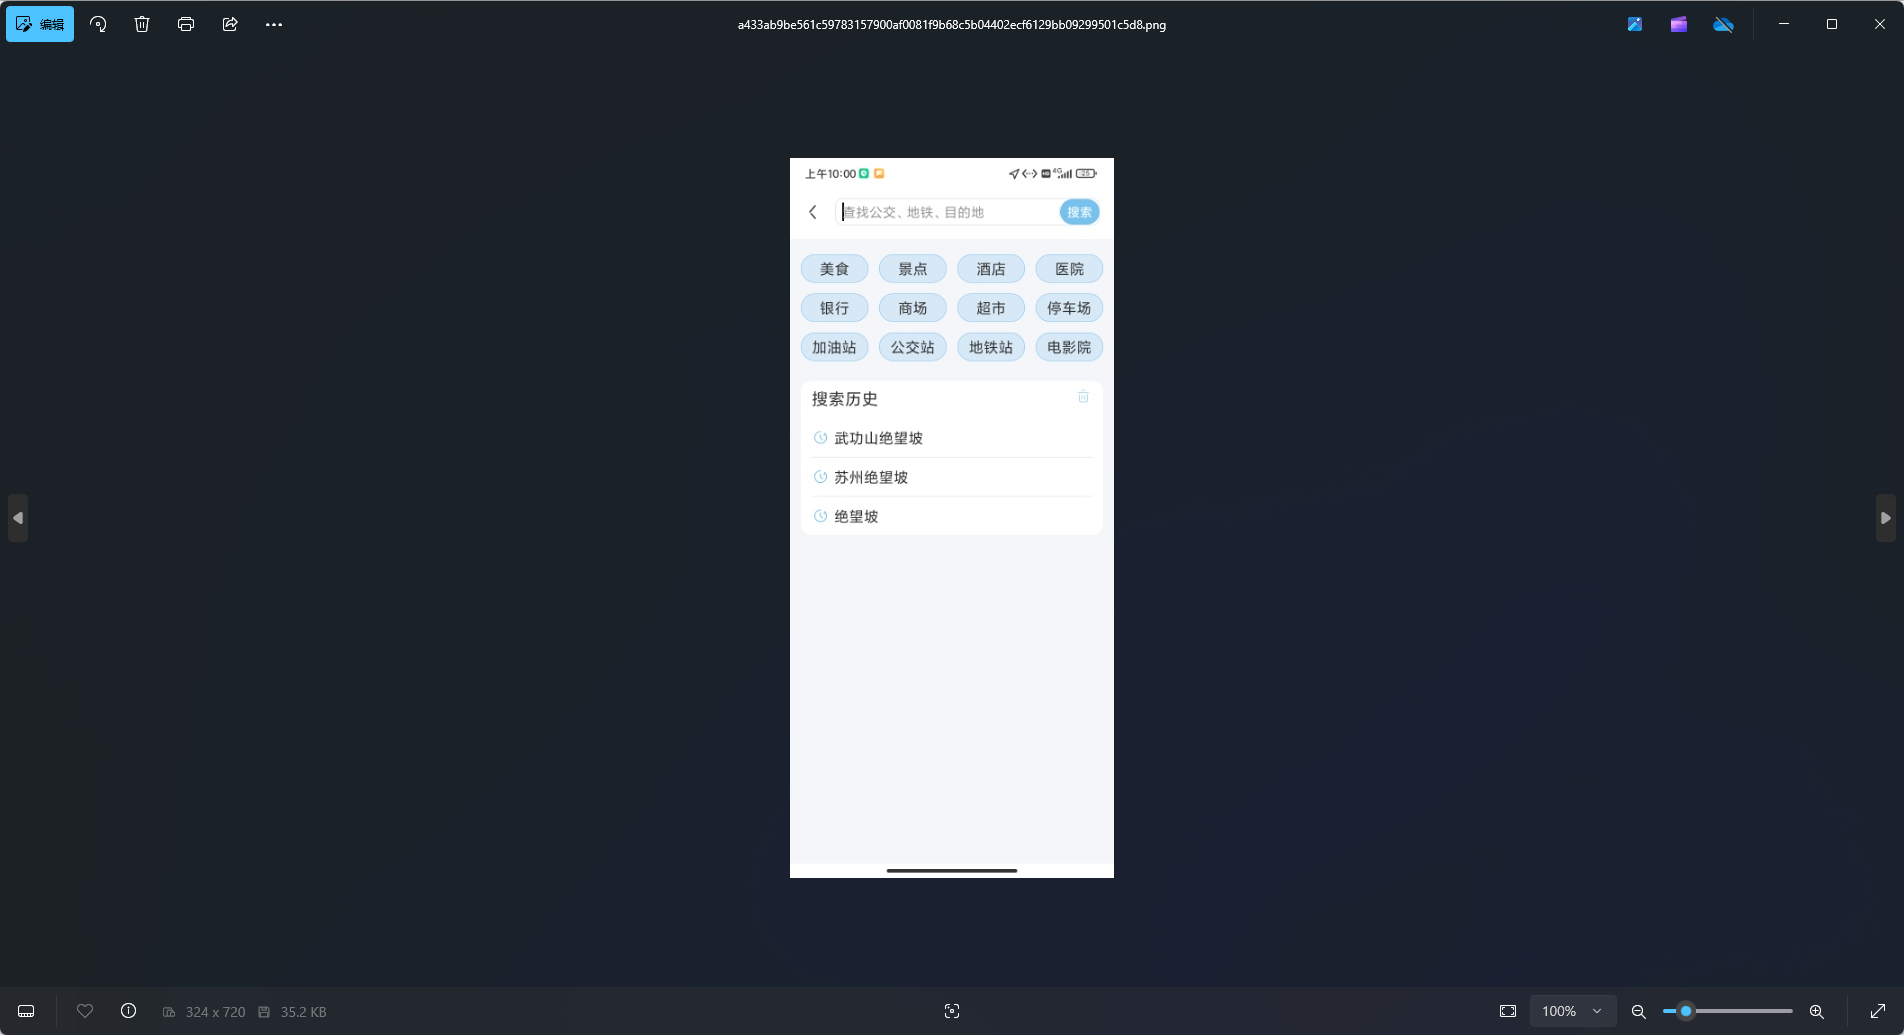 编辑
a433ab9be561c59783157900af0081f9b68c5b04402ecf6129bb09299501c5d8.png
上午10:00
4G
25
查找公交、地铁、目的地
搜索
美食 景点 酒店 医院
银行 商场 超市 停车场
加油站 公交站 地铁站 电影院
搜索历史
武功山绝望坡
苏州绝望坡
绝望坡
324 x 720 35.2 KB
100%